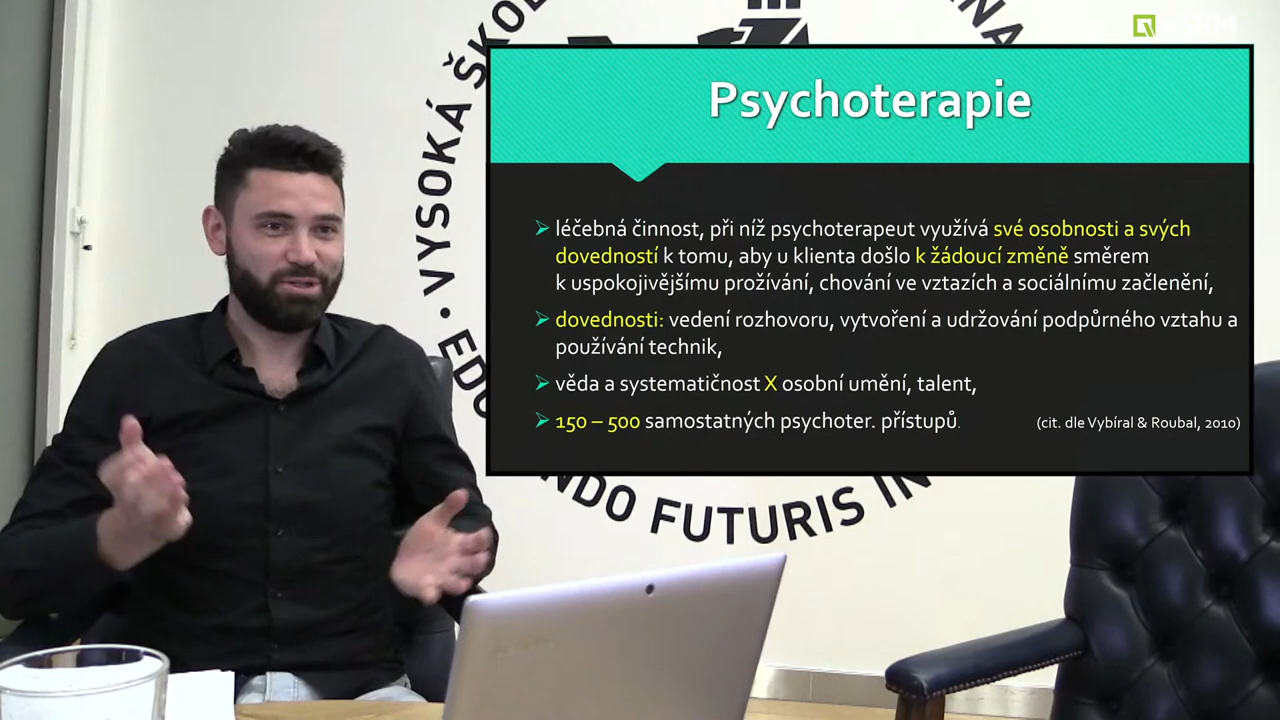 VYSOKÁ ŠKOL
INA
Psychoterapie
léčebná činnost, při níž psychoterapeut využívá své osobnosti a svých
dovedností k tomu, aby u klienta došlo k žádoucí změně směrem
k uspokojivějšímu prožívání, chování ve vztazích a sociálnímu začlenění,
dovednosti: vedení rozhovoru, vytvoření a udržování podpůrného vztahu a
používání technik,
věda a systematičnost X osobní umění, talent,
150 – 500 samostatných psychoter. přístupů.
(cit. dle Vybíral & Roubal, 2010)
EDU
NDO FUTURIS IN